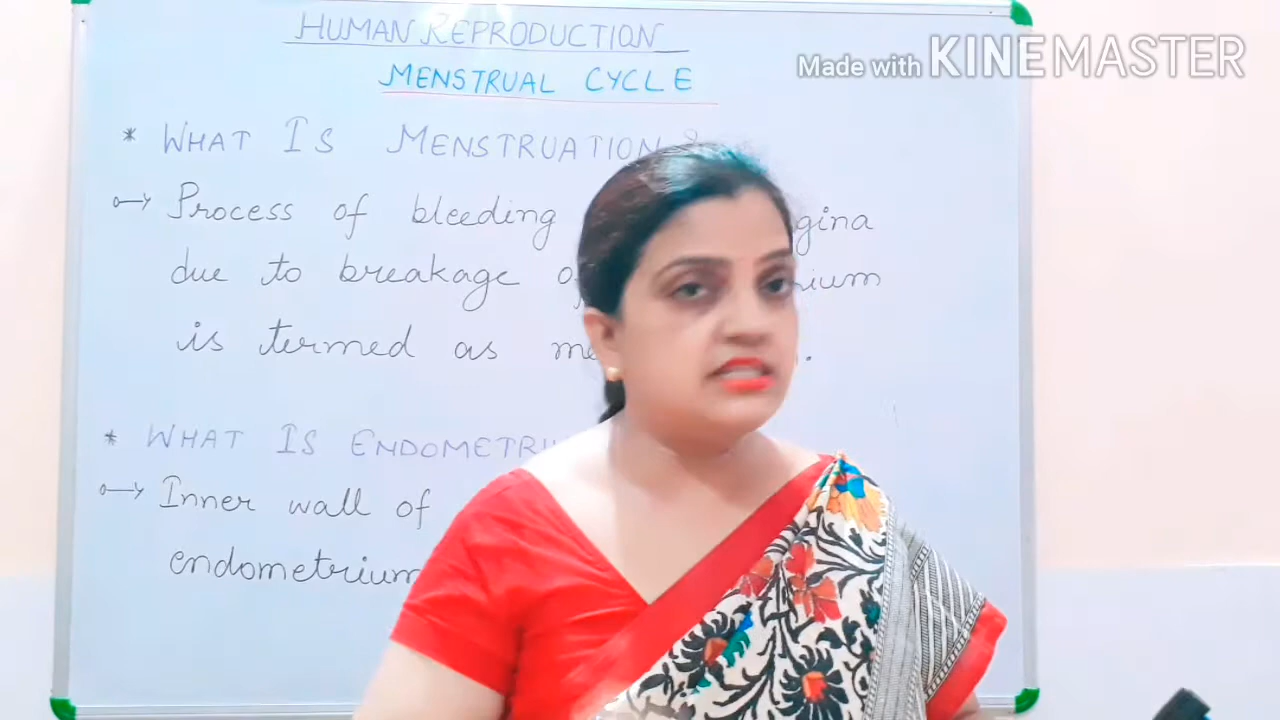 HUMAN REPRODUCTION
Made with KINEMASTER
MENSTRUAL CYCLE
* WHAT IS MENSTRUATION
Process of bleeding
due to breakage
is termed as
* WHAT IS
Inner wall of
endometrium